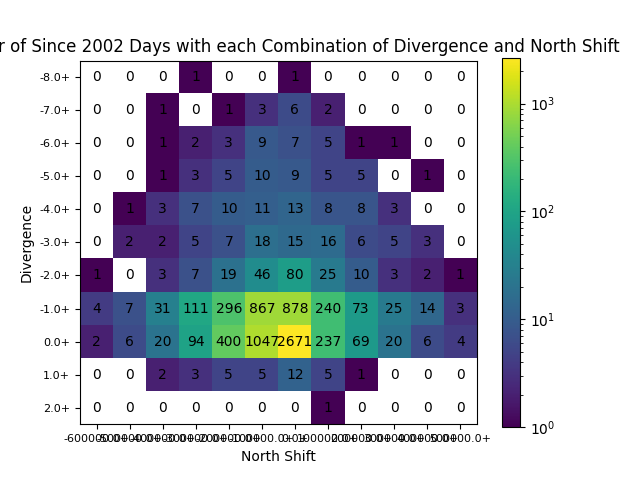 r of Since 2002 Days with each Combination of Divergence and North Shift
-8.0+ 0 0 0 1 0 0 1 0 0 0 0 0
-7.0+ 0 0 1 0 1 3 6 2 0 0 0 0
-6.0+ 0 0 1 2 3 9 7 5 1 1 0 0
-5.0+ 0 0 1 3 5 10 9 5 5 0 1 0
-4.0+ 0 1 3 7 10 11 13 8 8 3 0 0
-3.0+ 0 2 2 5 7 18 15 16 6 5 3 0
-2.0+ 1 0 3 7 19 46 80 25 10 3 2 1
-1.0+ 4 7 31 111 296 867 878 240 73 25 14 3
0.0+ 2 6 20 94 400 1047 2671 237 69 20 6 4
1.0+ 0 0 2 3 5 5 12 5 1 0 0 0
2.0+ 0 0 0 0 0 0 0 1 0 0 0 0
North Shift
Divergence
10³
10²
10¹
10⁰